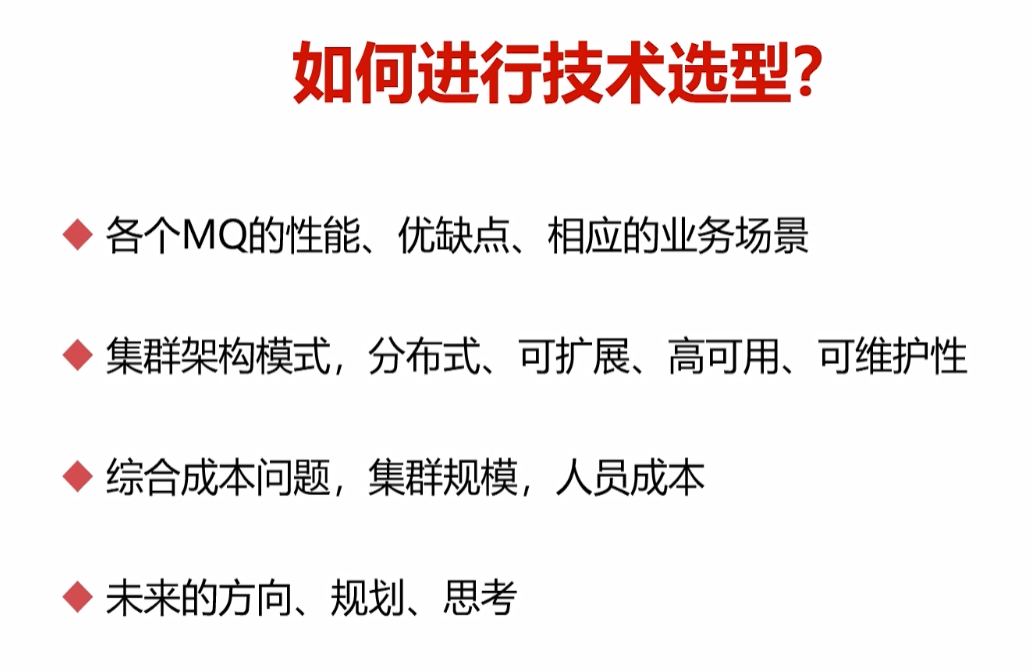 如何进行技术选型？
各个MQ的性能、优缺点、相应的业务场景
集群架构模式，分布式、可扩展、高可用、可维护性
综合成本问题，集群规模，人员成本
未来的方向、规划、思考